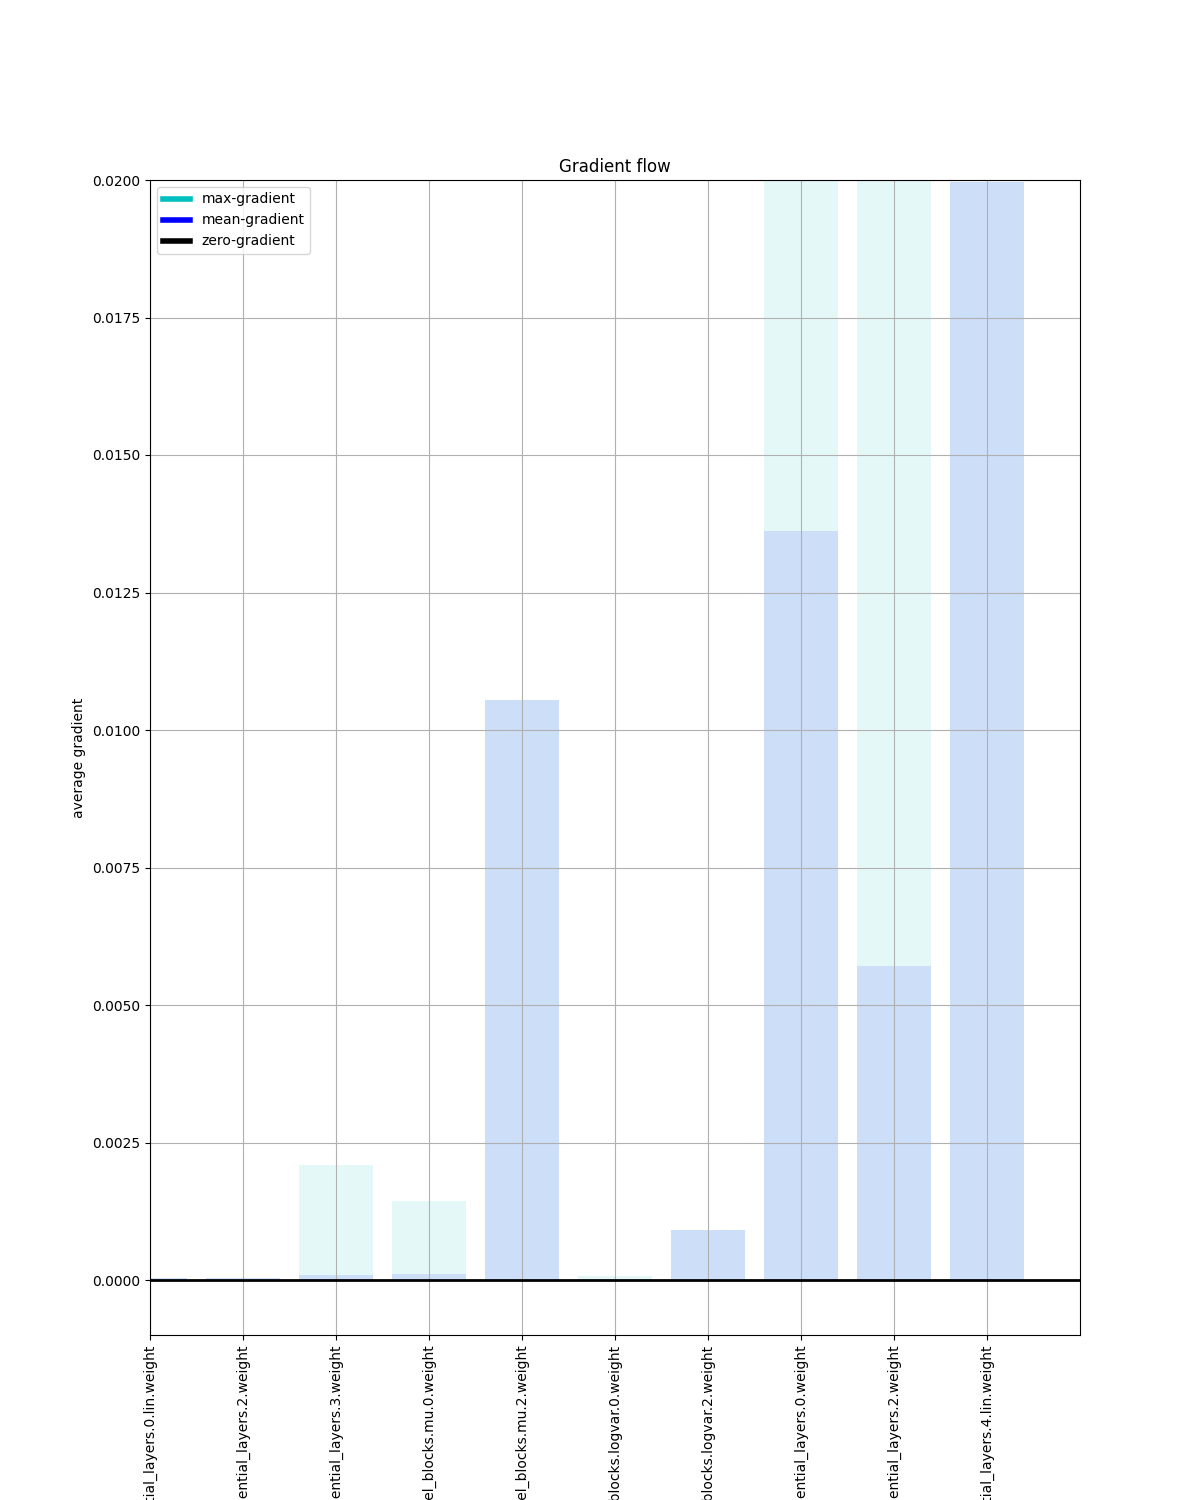 Gradient flow
max-gradient
mean-gradient
zero-gradient
average gradient
0.0200
0.0175
0.0150
0.0125
0.0100
0.0075
0.0050
0.0025
0.0000
tial_layers.0.lin.weight
ential_layers.2.weight
ential_layers.3.weight
el_blocks.mu.0.weight
el_blocks.mu.2.weight
blocks.logvar.0.weight
blocks.logvar.2.weight
ential_layers.0.weight
ential_layers.2.weight
tial_layers.4.lin.weight